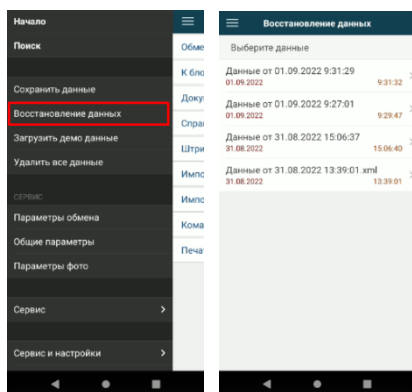 Начало
Поиск
Сохранить данные
Восстановление данных
Загрузить демо данные
Удалить все данные
СЕРВИС
Параметры обмена
Общие параметры
Параметры фото
Сервис
Сервис и настройки
Обме
К бло
Доку
Спра
Штри
Импо
Импо
Кома
Печа
Восстановление данных
Выберите данные
Данные от 01.09.2022 9:31:29
01.09.2022 9:31:32
Данные от 01.09.2022 9:27:01
01.09.2022 9:29:47
Данные от 31.08.2022 15:06:37
31.08.2022 15:06:40
Данные от 31.08.2022 13:39:01.xml
31.08.2022 13:39:01